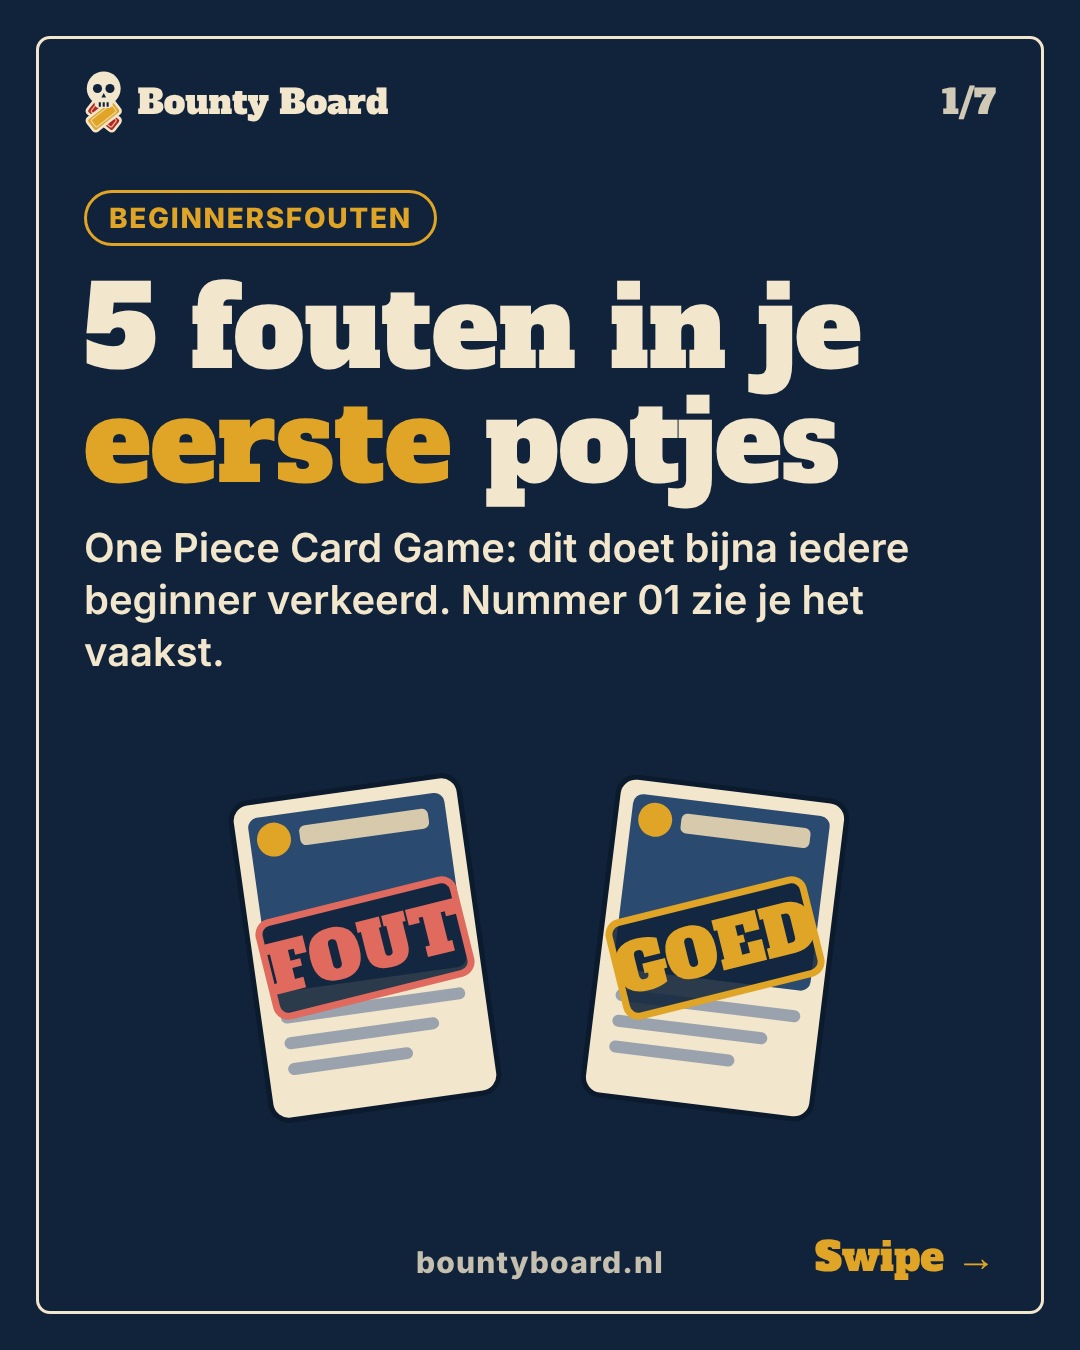 Bounty Board
1/7
BEGINNERSFOUTEN
5 fouten in je
eerste potjes
One Piece Card Game: dit doet bijna iedere
beginner verkeerd. Nummer 01 zie je het
vaakst.
FOUT
GOED
bountyboard.nl
Swipe →